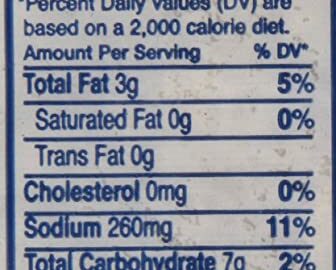 *Percent Daily Values (DV) are
based on a 2,000 calorie diet.
Amount Per Serving % DV*
Total Fat 3g 5%
Saturated Fat 0g 0%
Trans Fat 0g
Cholesterol 0mg 0%
Sodium 260mg 11%
Total Carbohydrate 7g 2%